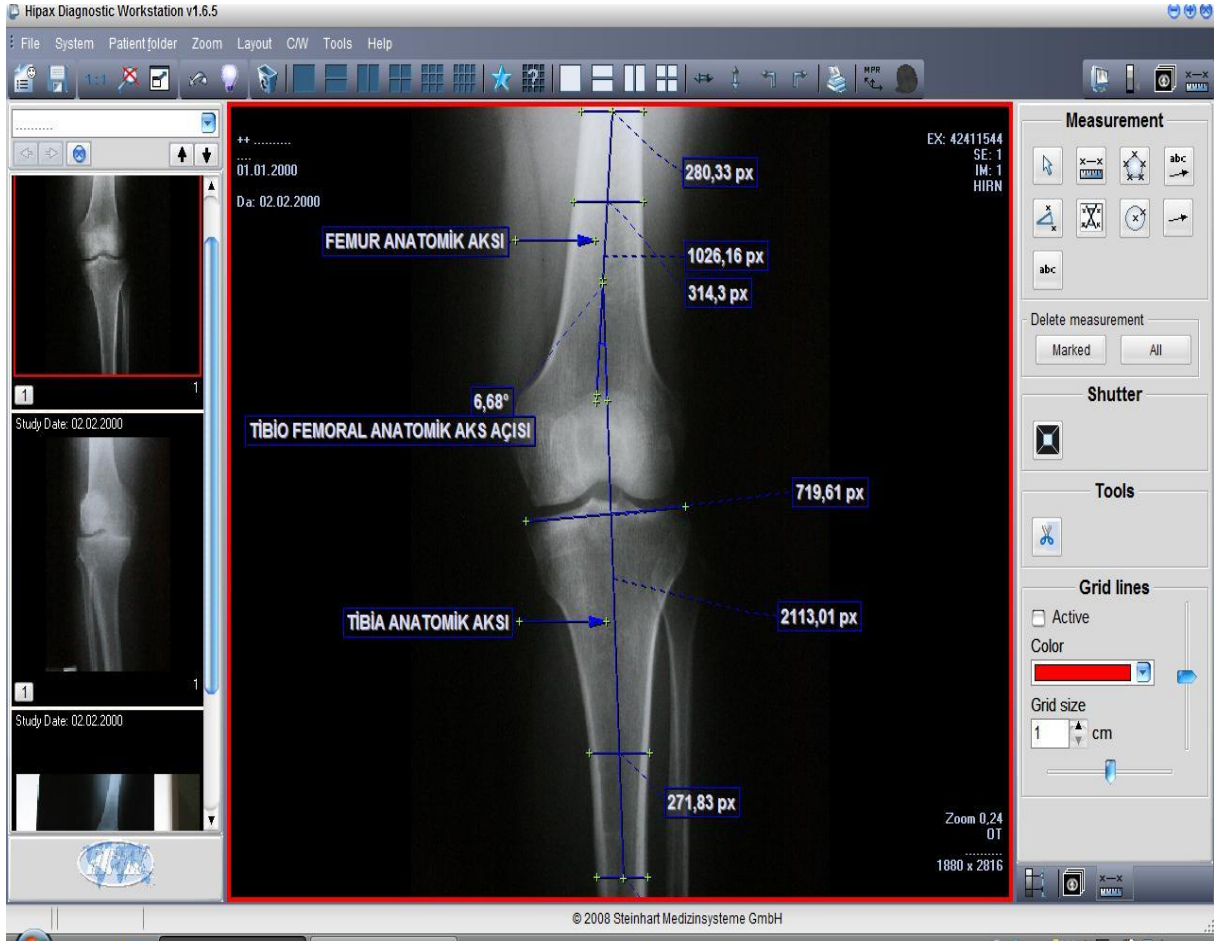 Hipax Diagnostic Workstation v1.6.5
File System Patient folder Zoom Layout C/W Tools Help
1:1
MPR
..........
1
1
Study Date: 02.02.2000
1
1
Study Date: 02.02.2000
++ ..........
....
01.01.2000
Da: 02.02.2000
EX: 42411544
SE: 1
IM: 1
HIRN
280,33 px
FEMUR ANATOMİK AKSI
1026,16 px
314,3 px
6,68°
TİBİO FEMORAL ANATOMİK AKS AÇISI
719,61 px
TİBİA ANATOMİK AKSI
2113,01 px
271,83 px
Zoom 0,24
OT
..........
1880 x 2816
Measurement
abc
abc
Delete measurement
Marked All
Shutter
Tools
Grid lines
Active
Color
Grid size
1 cm
© 2008 Steinhart Medizinsysteme GmbH